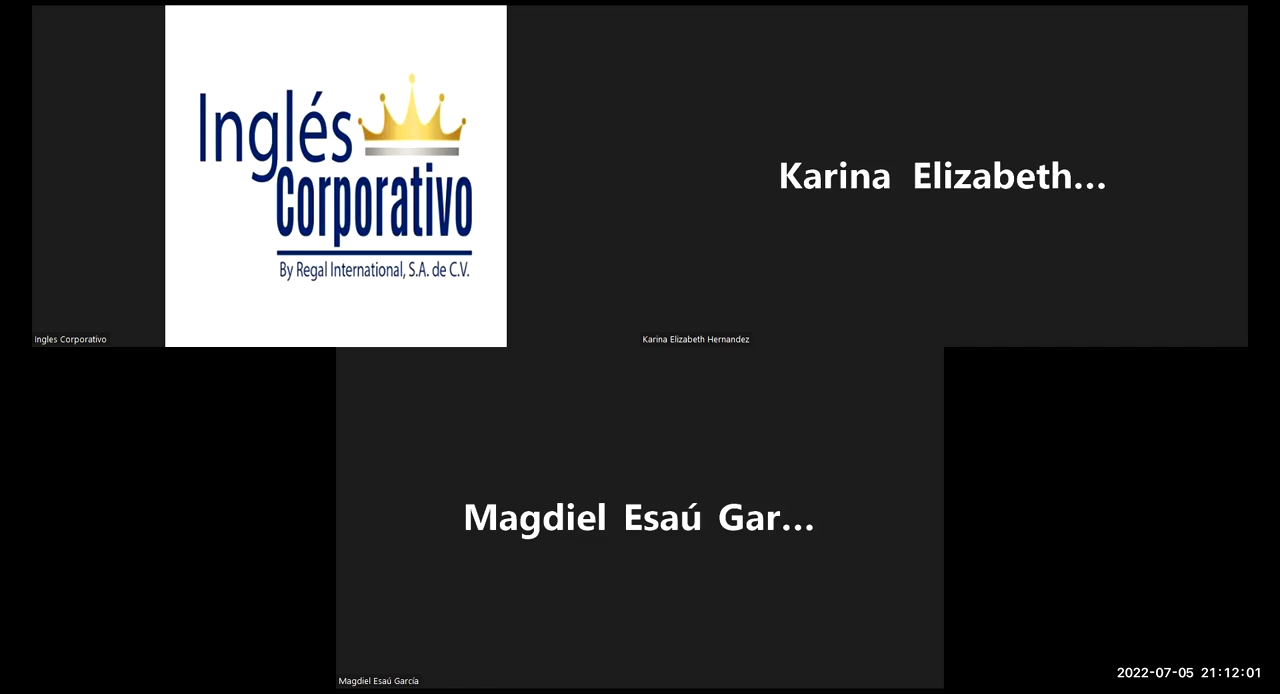 Inglés
Corporativo
By Regal International, S.A. de C.V.
Ingles Corporativo
Karina Elizabeth...
Karina Elizabeth Hernandez
Magdiel Esaú Gar...
Magdiel Esaú García
2022-07-05 21:12:01